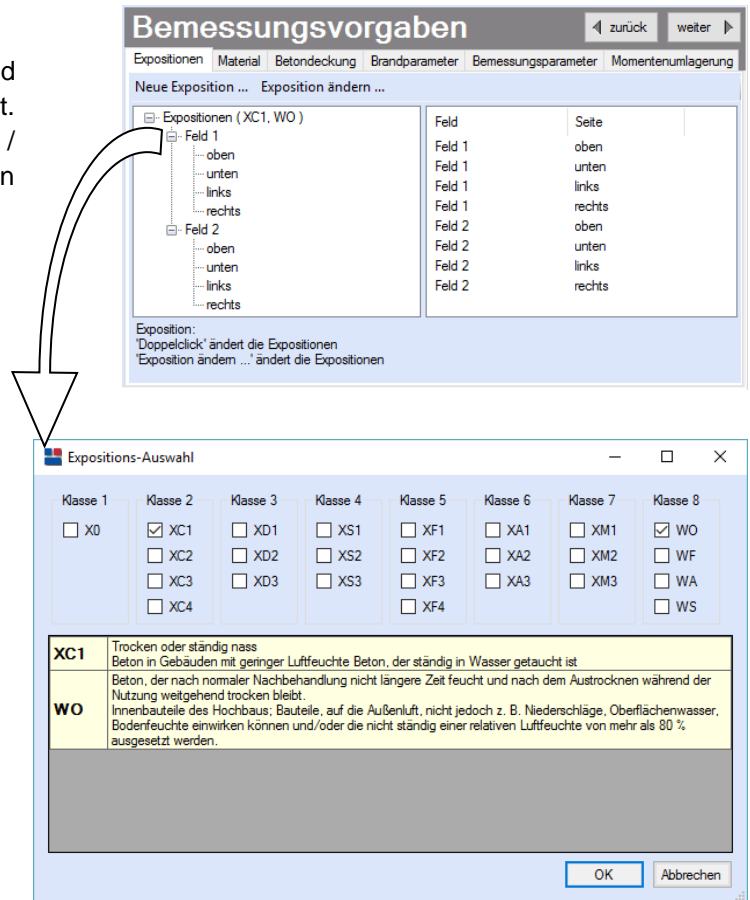 Bemessungsvorgaben
zurück weiter
Expositionen Material Betondeckung Brandparameter Bemessungsparameter Momentenumlagerung
Neue Exposition ... Exposition ändern ...
d
t.
/
n
Expositionen ( XC1, WO )
Feld 1
oben
unten
links
rechts
Feld 2
oben
unten
links
rechts
Feld Seite
Feld 1 oben
Feld 1 unten
Feld 1 links
Feld 1 rechts
Feld 2 oben
Feld 2 unten
Feld 2 links
Feld 2 rechts
Exposition:
'Doppelclick' ändert die Expositionen
'Exposition ändern ...' ändert die Expositionen
Expositions-Auswahl
Klasse 1 Klasse 2 Klasse 3 Klasse 4 Klasse 5 Klasse 6 Klasse 7 Klasse 8
X0 XC1 XD1 XS1 XF1 XA1 XM1 WO
XC2 XD2 XS2 XF2 XA2 XM2 WF
XC3 XD3 XS3 XF3 XA3 XM3 WA
XC4 XF4 WS
XC1 Trocken oder ständig nass
Beton in Gebäuden mit geringer Luftfeuchte Beton, der ständig in Wasser getaucht ist
WO Beton, der nach normaler Nachbehandlung nicht längere Zeit feucht und nach dem Austrocknen während der
Nutzung weitgehend trocken bleibt.
Innenbauteile des Hochbaus; Bauteile, auf die Außenluft, nicht jedoch z. B. Niederschläge, Oberflächenwasser,
Bodenfeuchte einwirken können und/oder die nicht ständig einer relativen Luftfeuchte von mehr als 80 %
ausgesetzt werden.
OK Abbrechen